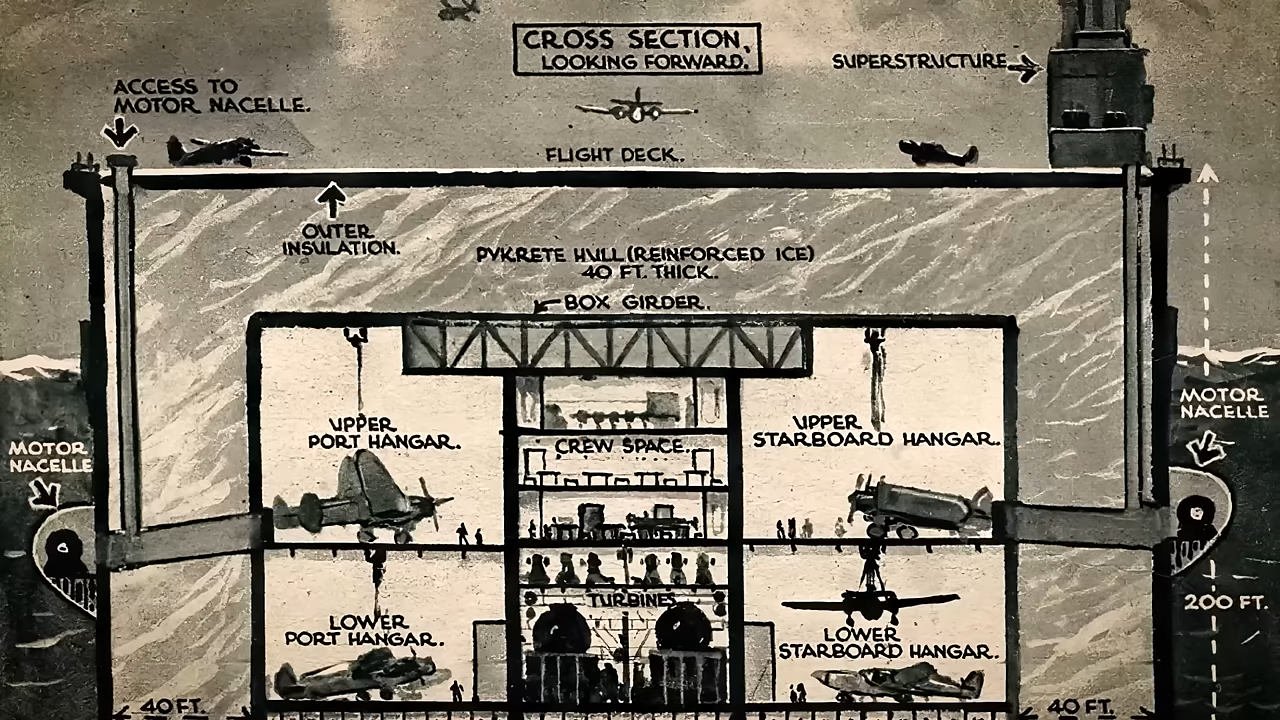 CROSS SECTION,
LOOKING FORWARD.
SUPERSTRUCTURE
ACCESS TO
MOTOR NACELLE.
FLIGHT DECK.
OUTER
INSULATION.
PYKRETE HULL (REINFORCED ICE)
40 FT. THICK.
BOX GIRDER.
MOTOR
NACELLE
UPPER
PORT HANGAR.
CREW SPACE.
UPPER
STARBOARD HANGAR.
MOTOR
NACELLE
TURBINES
LOWER
PORT HANGAR.
LOWER
STARBOARD HANGAR.
200 FT.
40 FT.
40 FT.